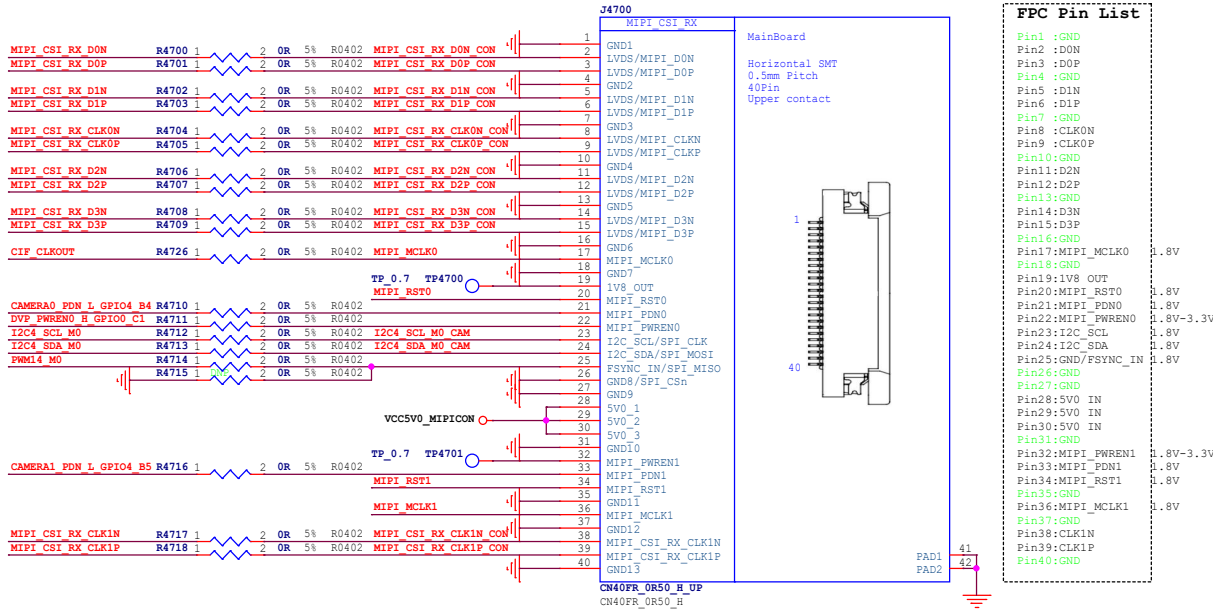 J4700
MIPI_CSI_RX
MainBoard
Horizontal SMT
0.5mm Pitch
40Pin
Upper contact
1
40
1 GND1
MIPI_CSI_RX_D0N R4700 1 2 0R 5% R0402 MIPI_CSI_RX_D0N_CON 2 LVDS/MIPI_D0N
MIPI_CSI_RX_D0P R4701 1 2 0R 5% R0402 MIPI_CSI_RX_D0P_CON 3 LVDS/MIPI_D0P
4 GND2
MIPI_CSI_RX_D1N R4702 1 2 0R 5% R0402 MIPI_CSI_RX_D1N_CON 5 LVDS/MIPI_D1N
MIPI_CSI_RX_D1P R4703 1 2 0R 5% R0402 MIPI_CSI_RX_D1P_CON 6 LVDS/MIPI_D1P
7 GND3
MIPI_CSI_RX_CLK0N R4704 1 2 0R 5% R0402 MIPI_CSI_RX_CLK0N_CON 8 LVDS/MIPI_CLKN
MIPI_CSI_RX_CLK0P R4705 1 2 0R 5% R0402 MIPI_CSI_RX_CLK0P_CON 9 LVDS/MIPI_CLKP
10 GND4
MIPI_CSI_RX_D2N R4706 1 2 0R 5% R0402 MIPI_CSI_RX_D2N_CON 11 LVDS/MIPI_D2N
MIPI_CSI_RX_D2P R4707 1 2 0R 5% R0402 MIPI_CSI_RX_D2P_CON 12 LVDS/MIPI_D2P
13 GND5
MIPI_CSI_RX_D3N R4708 1 2 0R 5% R0402 MIPI_CSI_RX_D3N_CON 14 LVDS/MIPI_D3N
MIPI_CSI_RX_D3P R4709 1 2 0R 5% R0402 MIPI_CSI_RX_D3P_CON 15 LVDS/MIPI_D3P
16 GND6
CIF_CLKOUT R4726 1 2 0R 5% R0402 MIPI_MCLK0 17 MIPI_MCLK0
18 GND7
TP_0.7 TP4700 19 1V8_OUT
MIPI_RST0 20 MIPI_RST0
CAMERA0_PDN_L_GPIO4_B4 R4710 1 2 0R 5% R0402 21 MIPI_PDN0
DVP_PWREN0_H_GPIO0_C1 R4711 1 2 0R 5% R0402 22 MIPI_PWREN0
I2C4_SCL_M0 R4712 1 2 0R 5% R0402 I2C4_SCL_M0_CAM 23 I2C_SCL/SPI_CLK
I2C4_SDA_M0 R4713 1 2 0R 5% R0402 I2C4_SDA_M0_CAM 24 I2C_SDA/SPI_MOSI
PWM14_M0 R4714 1 2 0R 5% R0402 25 FSYNC_IN/SPI_MISO
R4715 1 DNP 2 0R 5% R0402 26 GND8/SPI_CSn
27 GND9
28 5V0_1
VCC5V0_MIPICON 29 5V0_2
30 5V0_3
31 GND10
TP_0.7 TP4701 32 MIPI_PWREN1
CAMERA1_PDN_L_GPIO4_B5 R4716 1 2 0R 5% R0402 33 MIPI_PDN1
MIPI_RST1 34 MIPI_RST1
35 GND11
MIPI_MCLK1 36 MIPI_MCLK1
37 GND12
MIPI_CSI_RX_CLK1N R4717 1 2 0R 5% R0402 MIPI_CSI_RX_CLK1N_CON 38 MIPI_CSI_RX_CLK1N
MIPI_CSI_RX_CLK1P R4718 1 2 0R 5% R0402 MIPI_CSI_RX_CLK1P_CON 39 MIPI_CSI_RX_CLK1P
40 GND13
PAD1 41
PAD2 42
CN40FR_0R50_H_UP
CN40FR_0R50_H
FPC Pin List
Pin1 :GND
Pin2 :D0N
Pin3 :D0P
Pin4 :GND
Pin5 :D1N
Pin6 :D1P
Pin7 :GND
Pin8 :CLK0N
Pin9 :CLK0P
Pin10:GND
Pin11:D2N
Pin12:D2P
Pin13:GND
Pin14:D3N
Pin15:D3P
Pin16:GND
Pin17:MIPI_MCLK0 1.8V
Pin18:GND
Pin19:1V8 OUT
Pin20:MIPI_RST0 1.8V
Pin21:MIPI_PDN0 1.8V
Pin22:MIPI_PWREN0 1.8V-3.3V
Pin23:I2C_SCL 1.8V
Pin24:I2C_SDA 1.8V
Pin25:GND/FSYNC_IN 1.8V
Pin26:GND
Pin27:GND
Pin28:5V0 IN
Pin29:5V0 IN
Pin30:5V0 IN
Pin31:GND
Pin32:MIPI_PWREN1 1.8V-3.3V
Pin33:MIPI_PDN1 1.8V
Pin34:MIPI_RST1 1.8V
Pin35:GND
Pin36:MIPI_MCLK1 1.8V
Pin37:GND
Pin38:CLK1N
Pin39:CLK1P
Pin40:GND